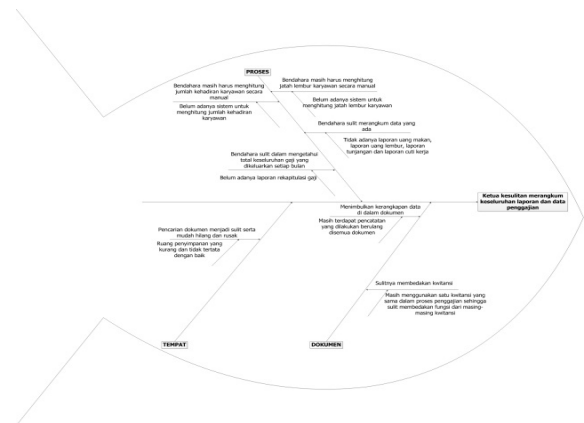 PROSES
Bendahara masih harus menghitung
jumlah kehadiran karyawan secara
manual
Belum adanya sistem untuk
menghitung jumlah kehadiran
karyawan
Bendahara masih harus menghitung
jatah lembur karyawan secara manual
Belum adanya sistem untuk
menghitung jatah lembur karyawan
Bendahara sulit merangkum data yang
ada
Tidak adanya laporan uang makan,
laporan uang lembur, laporan
tunjangan dan laporan cuti kerja
Bendahara sulit dalam mengetahui
total keseluruhan gaji yang
dikeluarkan setiap bulan
Belum adanya laporan rekapitulasi gaji
Ketua kesulitan merangkum
keseluruhan laporan dan data
penggajian
Menimbulkan kerangkapan data
di dalam dokumen
Masih terdapat pencatatan
yang dilakukan berulang
disemua dokumen
Pencarian dokumen menjadi sulit serta
mudah hilang dan rusak
Ruang penyimpanan yang
kurang dan tidak tertata
dengan baik
Sulitnya membedakan kwitansi
Masih menggunakan satu kwitansi yang
sama dalam proses penggajian sehingga
sulit membedakan fungsi dari masing-
masing kwitansi
TEMPAT
DOKUMEN